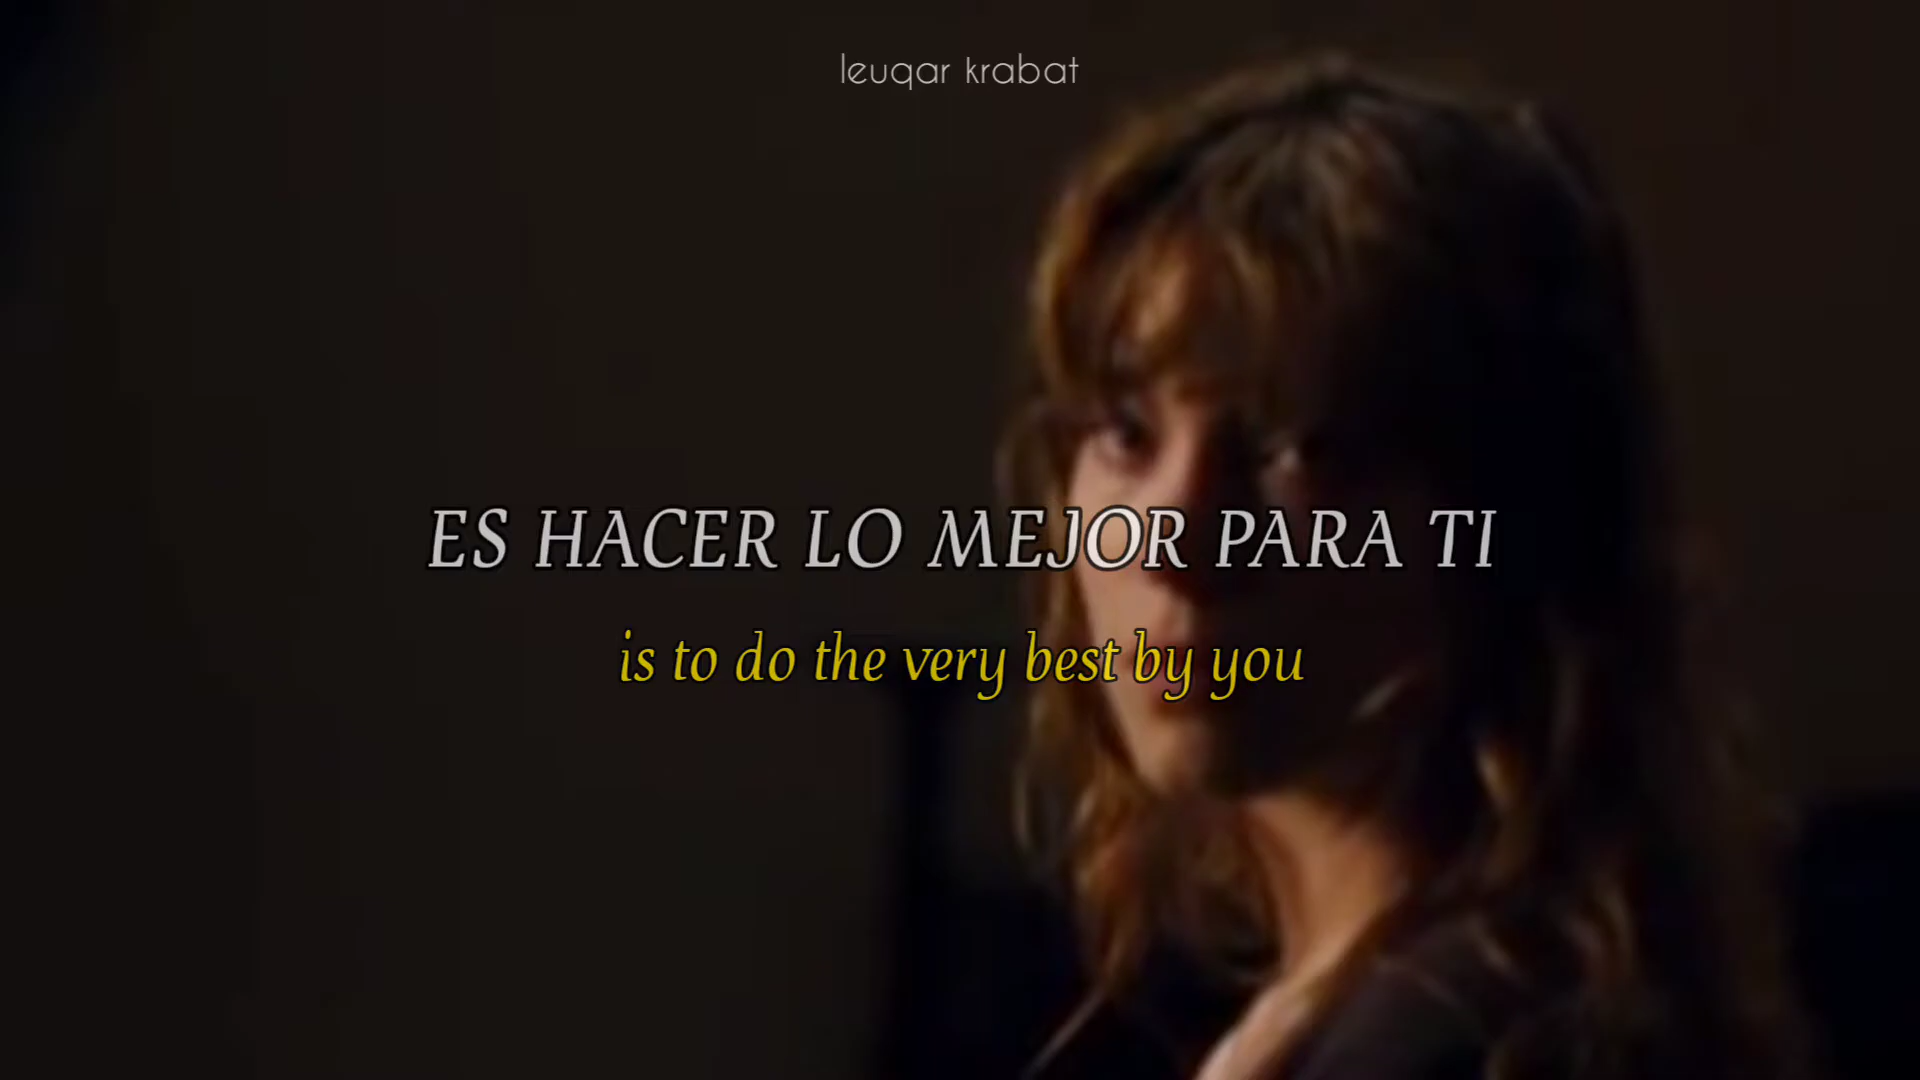 leuqar krabat
ES HACER LO MEJOR PARA TI
is to do the very best by you